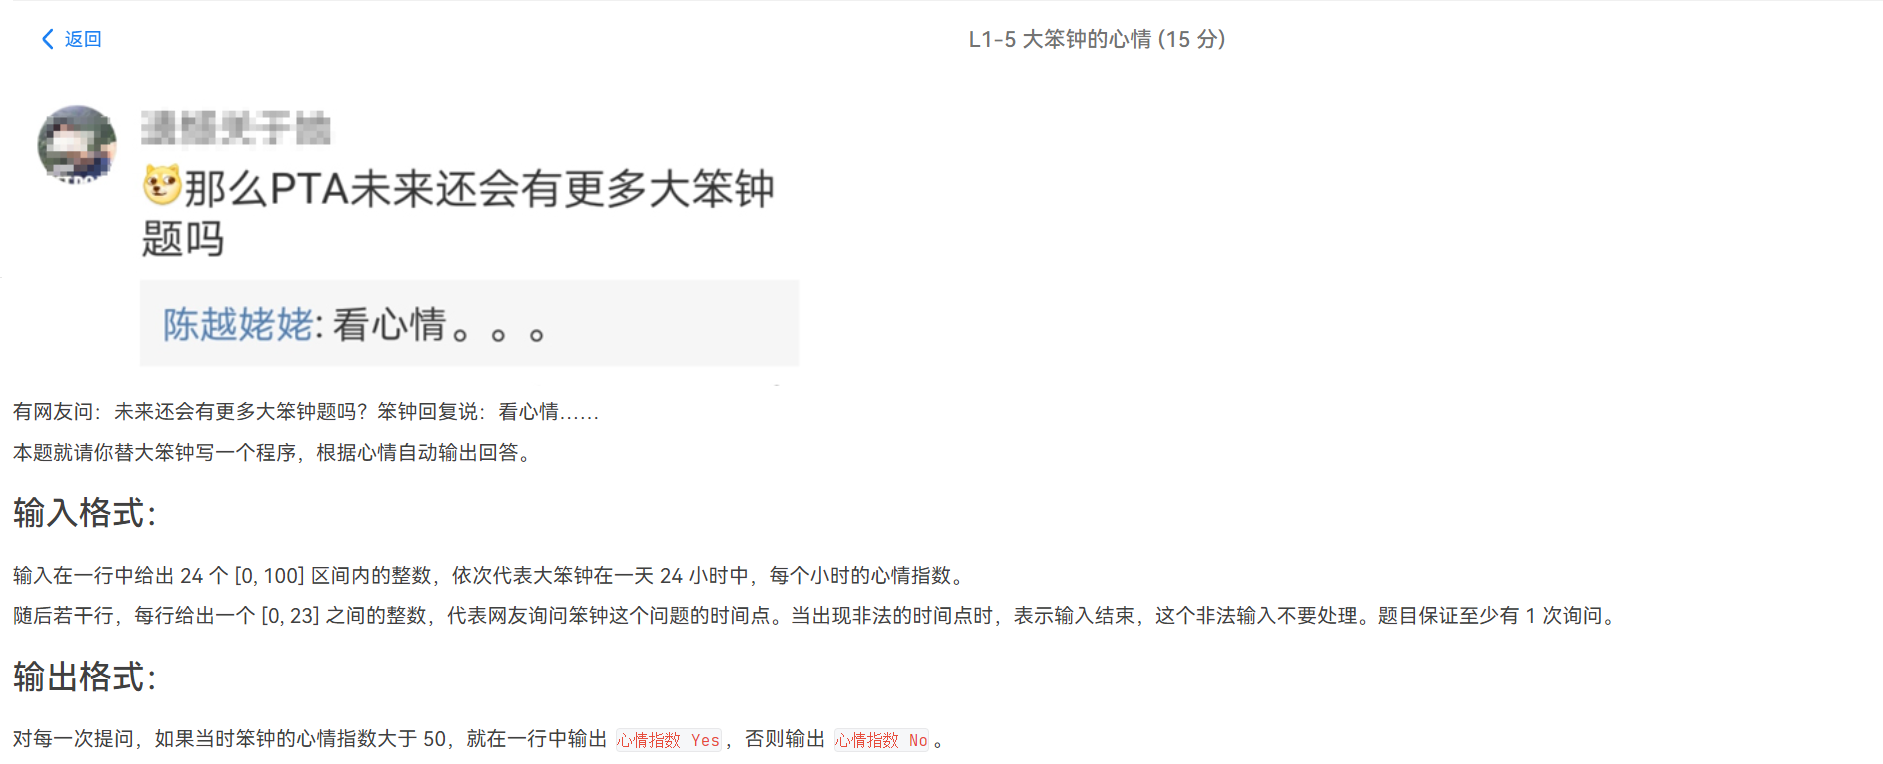 返回
L1-5 大笨钟的心情 (15 分)
那么PTA未来还会有更多大笨钟
题吗
陈越姥姥: 看心情。。。
有网友问：未来还会有更多大笨钟题吗？笨钟回复说：看心情……
本题就请你替大笨钟写一个程序，根据心情自动输出回答。
输入格式：
输入在一行中给出 24 个 [0, 100] 区间内的整数，依次代表大笨钟在一天 24 小时中，每个小时的心情指数。
随后若干行，每行给出一个 [0, 23] 之间的整数，代表网友询问笨钟这个问题的时间点。当出现非法的时间点时，表示输入结束，这个非法输入不要处理。题目保证至少有 1 次询问。
输出格式：
对每一次提问，如果当时笨钟的心情指数大于 50，就在一行中输出 心情指数 Yes，否则输出 心情指数 No。